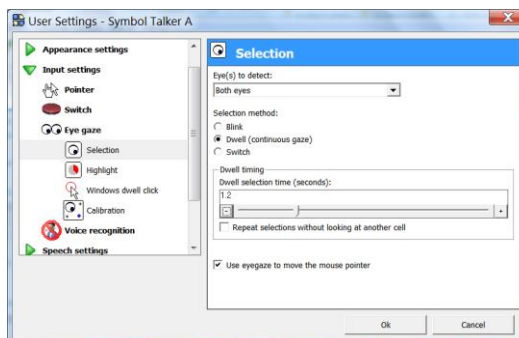 User Settings - Symbol Talker A
Appearance settings
Input settings
Pointer
Switch
Eye gaze
Selection
Highlight
Windows dwell click
Calibration
Voice recognition
Speech settings
Selection
Eye(s) to detect:
Both eyes
Selection method:
Blink
Dwell (continuous gaze)
Switch
Dwell timing
Dwell selection time (seconds):
1.2
Repeat selections without looking at another cell
Use eyegaze to move the mouse pointer
Ok
Cancel